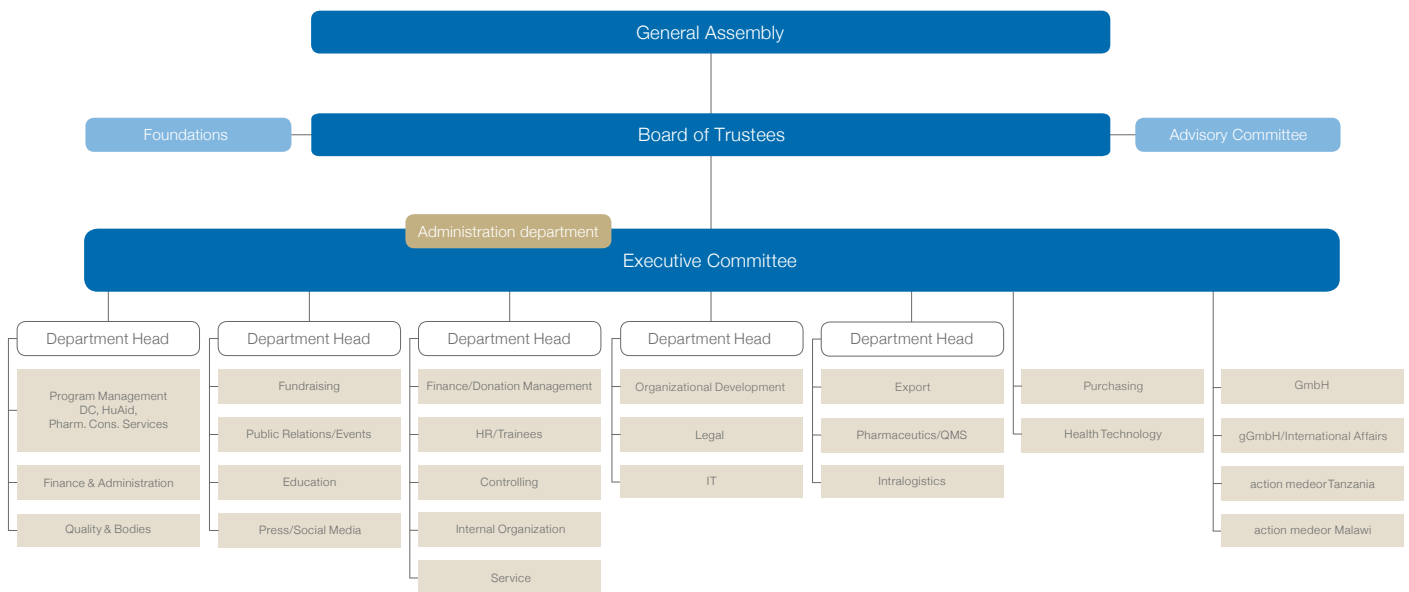 General Assembly
Foundations
Board of Trustees
Advisory Committee
Administration department
Executive Committee
Department Head
Department Head
Department Head
Department Head
Department Head
Program Management
DC, HuAid,
Pharm. Cons. Services
Finance & Administration
Quality & Bodies
Fundraising
Public Relations/Events
Education
Press/Social Media
Finance/Donation Management
HR/Trainees
Controlling
Internal Organization
Service
Organizational Development
Legal
IT
Export
Pharmaceutics/QMS
Intralogistics
Purchasing
Health Technology
GmbH
gGmbH/International Affairs
action medeor Tanzania
action medeor Malawi